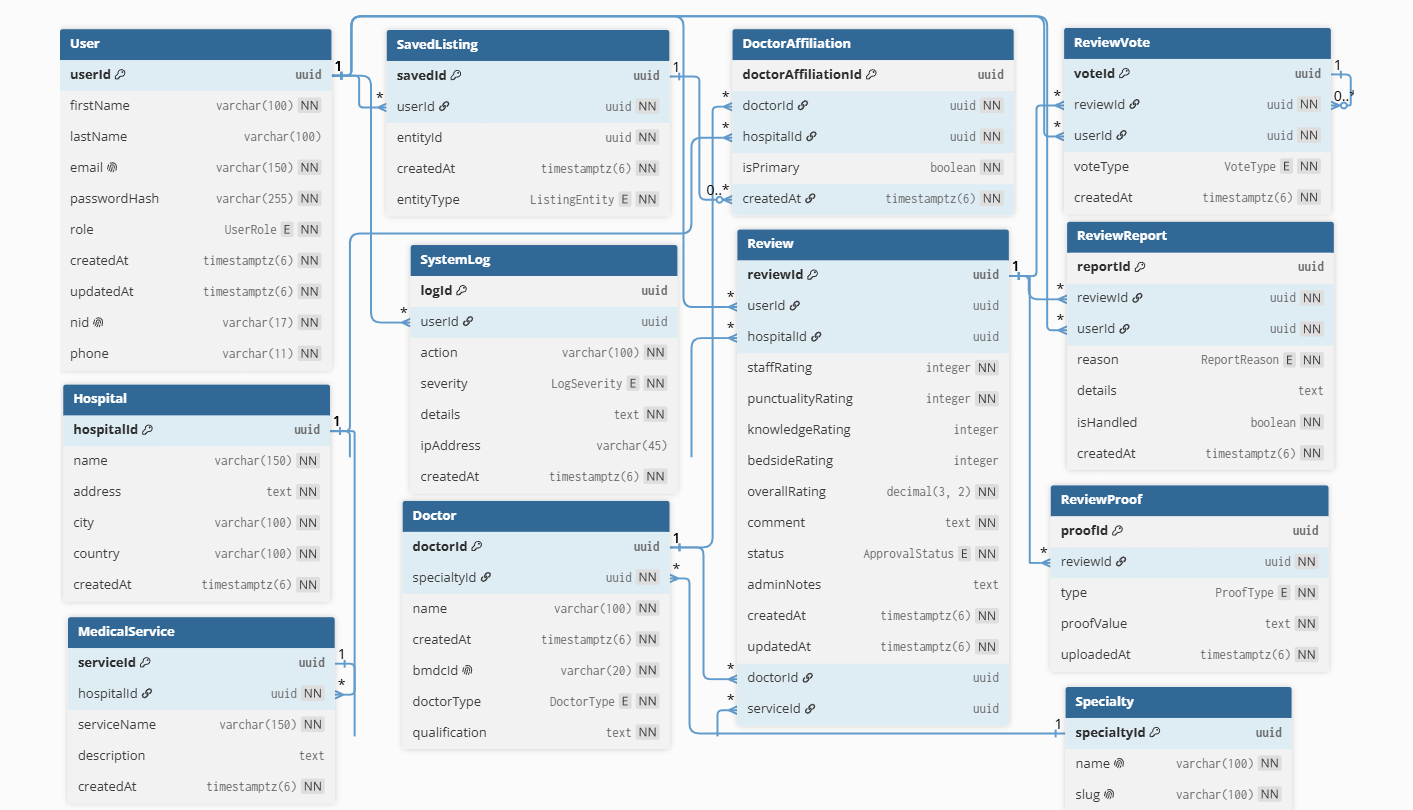 User
userId uuid
firstName varchar(100) NN
lastName varchar(100)
email varchar(150) NN
passwordHash varchar(255) NN
role UserRole E NN
createdAt timestamptz(6) NN
updatedAt timestamptz(6) NN
nid varchar(17) NN
phone varchar(11) NN
1
Hospital
hospitalId uuid
name varchar(150) NN
address text NN
city varchar(100) NN
country varchar(100) NN
createdAt timestamptz(6) NN
1
MedicalService
serviceId uuid
hospitalId uuid NN
serviceName varchar(150) NN
description text
createdAt timestamptz(6) NN
1
*
SavedListing
savedId uuid
userId uuid NN
entityId uuid NN
createdAt timestamptz(6) NN
entityType ListingEntity E NN
*
1
SystemLog
logId uuid
userId uuid
action varchar(100) NN
severity LogSeverity E NN
details text NN
ipAddress varchar(45)
createdAt timestamptz(6) NN
*
Doctor
doctorId uuid
specialtyId uuid NN
name varchar(100) NN
createdAt timestamptz(6) NN
bmdcId varchar(20) NN
doctorType DoctorType E NN
qualification text NN
1
*
DoctorAffiliation
doctorAffiliationId uuid
doctorId uuid NN
hospitalId uuid NN
isPrimary boolean NN
createdAt timestamptz(6) NN
*
*
0..*
Review
reviewId uuid
userId uuid
hospitalId uuid
staffRating integer NN
punctualityRating integer NN
knowledgeRating integer
bedsideRating integer
overallRating decimal(3, 2) NN
comment text NN
status ApprovalStatus E NN
adminNotes text
createdAt timestamptz(6) NN
updatedAt timestamptz(6) NN
doctorId uuid
serviceId uuid
1
*
*
*
*
ReviewVote
voteId uuid
reviewId uuid NN
userId uuid NN
voteType VoteType E NN
createdAt timestamptz(6) NN
*
*
1
0..*
ReviewReport
reportId uuid
reviewId uuid NN
userId uuid NN
reason ReportReason E NN
details text
isHandled boolean NN
createdAt timestamptz(6) NN
*
*
ReviewProof
proofId uuid
reviewId uuid NN
type ProofType E NN
proofValue text NN
uploadedAt timestamptz(6) NN
*
Specialty
specialtyId uuid
name varchar(100) NN
slug varchar(100) NN
1